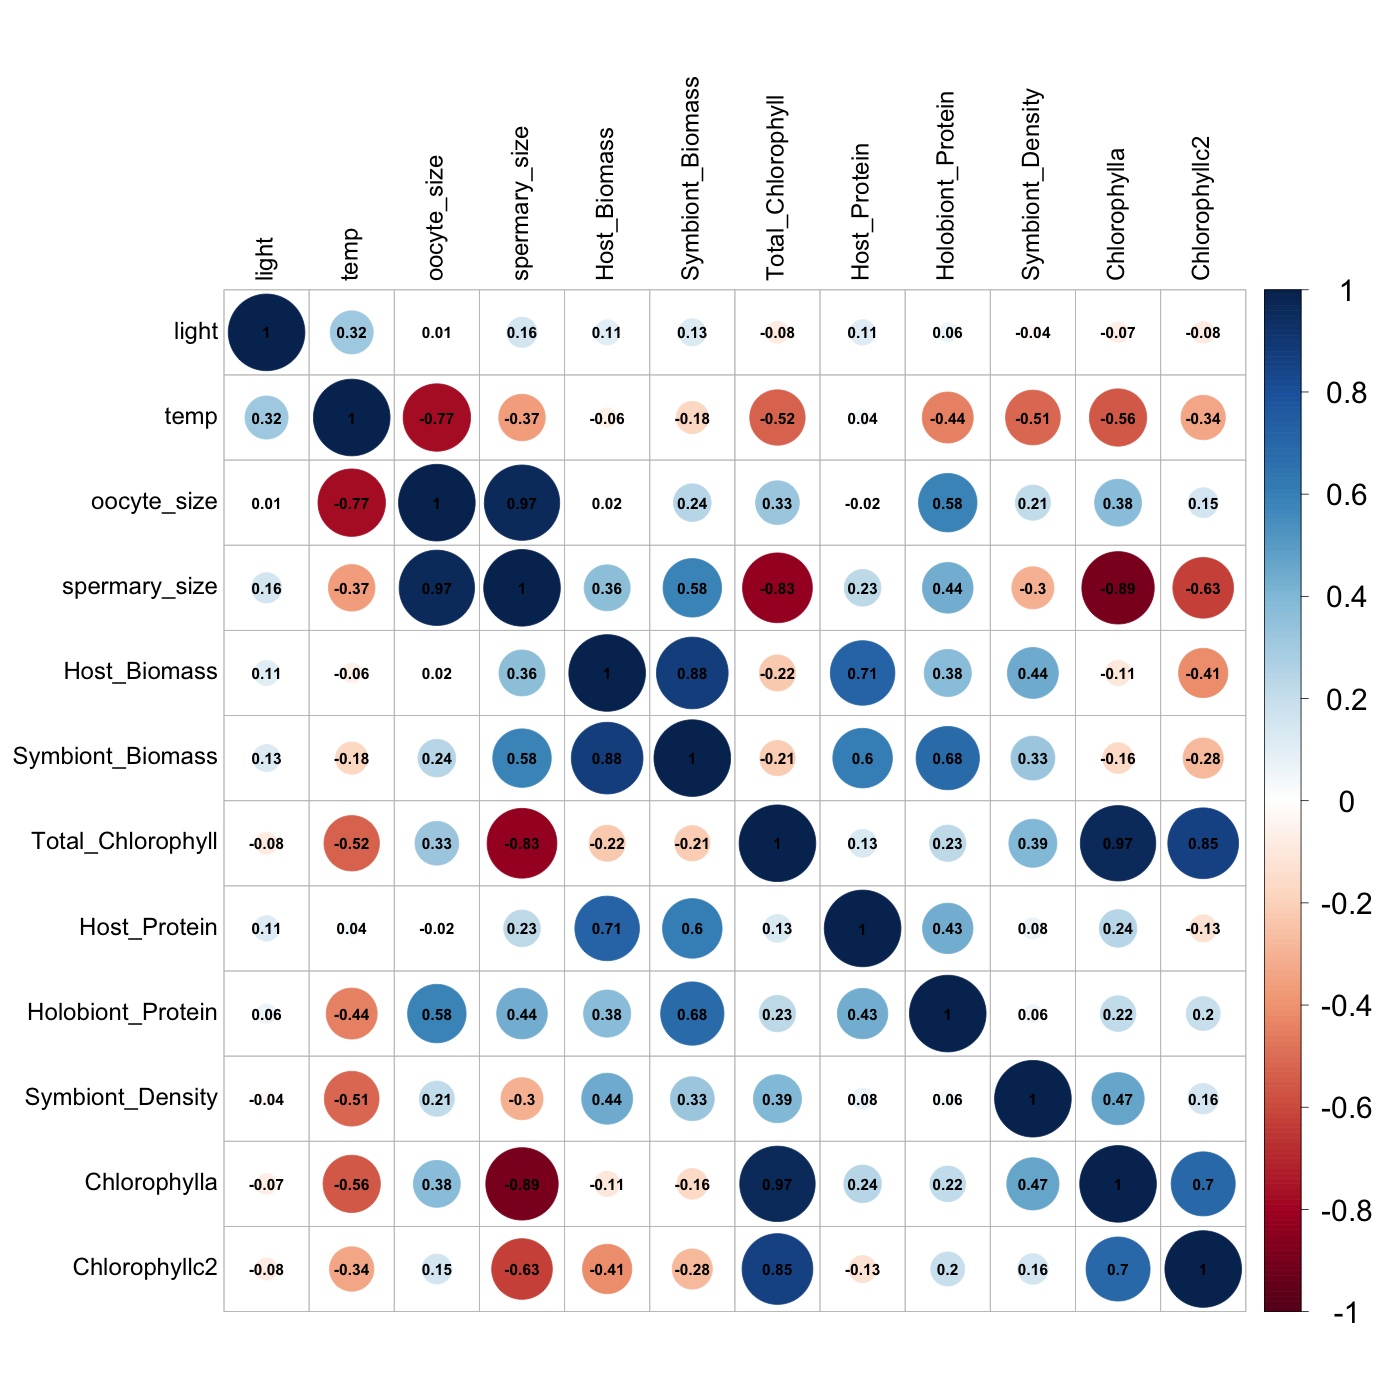 light temp oocyte_size spermary_size Host_Biomass Symbiont_Biomass Total_Chlorophyll Host_Protein Holobiont_Protein Symbiont_Density Chlorophylla Chlorophyllc2
light 1 0.32 0.01 0.16 0.11 0.13 -0.08 0.11 0.06 -0.04 -0.07 -0.08
temp 0.32 1 -0.77 -0.37 -0.06 -0.18 -0.52 0.04 -0.44 -0.51 -0.56 -0.34
oocyte_size 0.01 -0.77 1 0.97 0.02 0.24 0.33 -0.02 0.58 0.21 0.38 0.15
spermary_size 0.16 -0.37 0.97 1 0.36 0.58 -0.83 0.23 0.44 -0.3 -0.89 -0.63
Host_Biomass 0.11 -0.06 0.02 0.36 1 0.88 -0.22 0.71 0.38 0.44 -0.11 -0.41
Symbiont_Biomass 0.13 -0.18 0.24 0.58 0.88 1 -0.21 0.6 0.68 0.33 -0.16 -0.28
Total_Chlorophyll -0.08 -0.52 0.33 -0.83 -0.22 -0.21 1 0.13 0.23 0.39 0.97 0.85
Host_Protein 0.11 0.04 -0.02 0.23 0.71 0.6 0.13 1 0.43 0.08 0.24 -0.13
Holobiont_Protein 0.06 -0.44 0.58 0.44 0.38 0.68 0.23 0.43 1 0.06 0.22 0.2
Symbiont_Density -0.04 -0.51 0.21 -0.3 0.44 0.33 0.39 0.08 0.06 1 0.47 0.16
Chlorophylla -0.07 -0.56 0.38 -0.89 -0.11 -0.16 0.97 0.24 0.22 0.47 1 0.7
Chlorophyllc2 -0.08 -0.34 0.15 -0.63 -0.41 -0.28 0.85 -0.13 0.2 0.16 0.7 1
1
0.8
0.6
0.4
0.2
0
-0.2
-0.4
-0.6
-0.8
-1